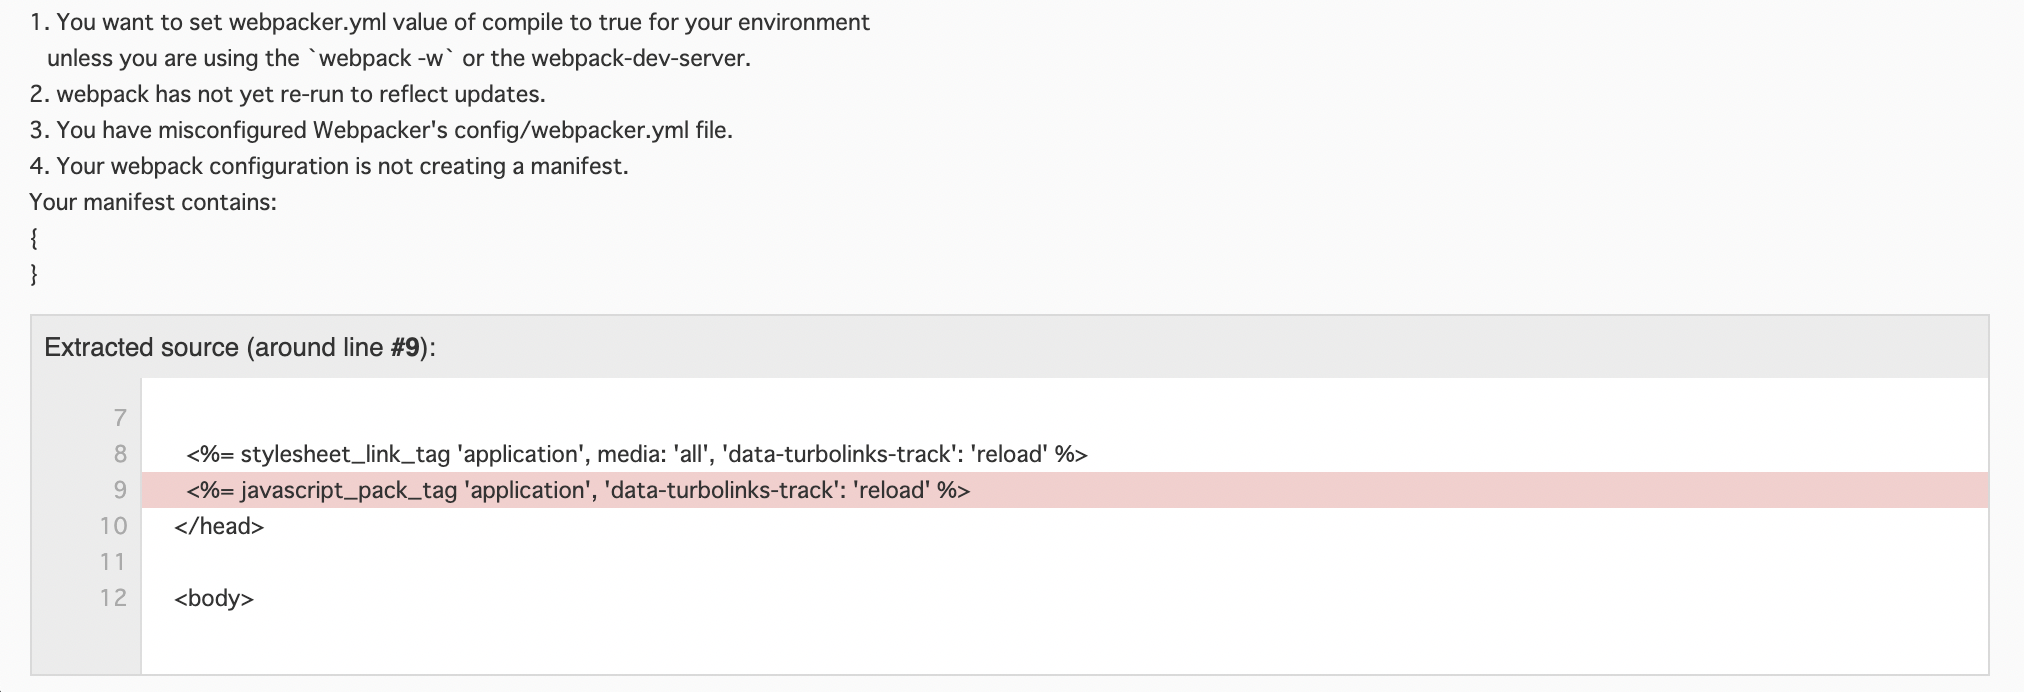 1. You want to set webpacker.yml value of compile to true for your environment
unless you are using the `webpack -w` or the webpack-dev-server.
2. webpack has not yet re-run to reflect updates.
3. You have misconfigured Webpacker's config/webpacker.yml file.
4. Your webpack configuration is not creating a manifest.
Your manifest contains:
{
}
Extracted source (around line #9):
7
8 <%= stylesheet_link_tag 'application', media: 'all', 'data-turbolinks-track': 'reload' %>
9 <%= javascript_pack_tag 'application', 'data-turbolinks-track': 'reload' %>
10 </head>
11
12 <body>